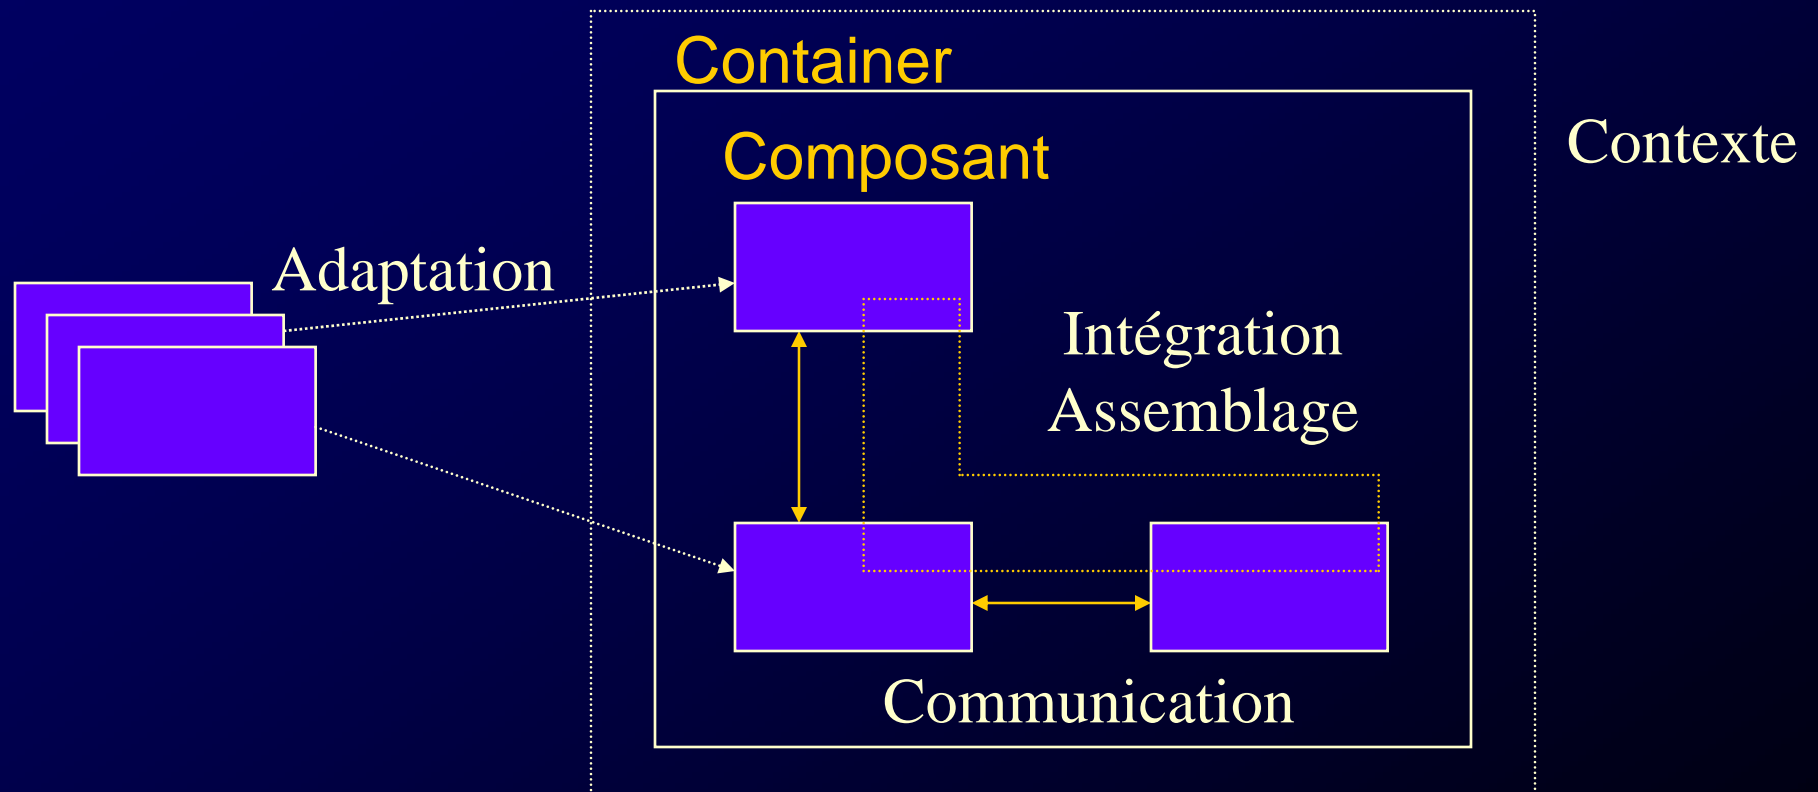 Container
Contexte
Composant
Adaptation
Intégration
Assemblage
Communication